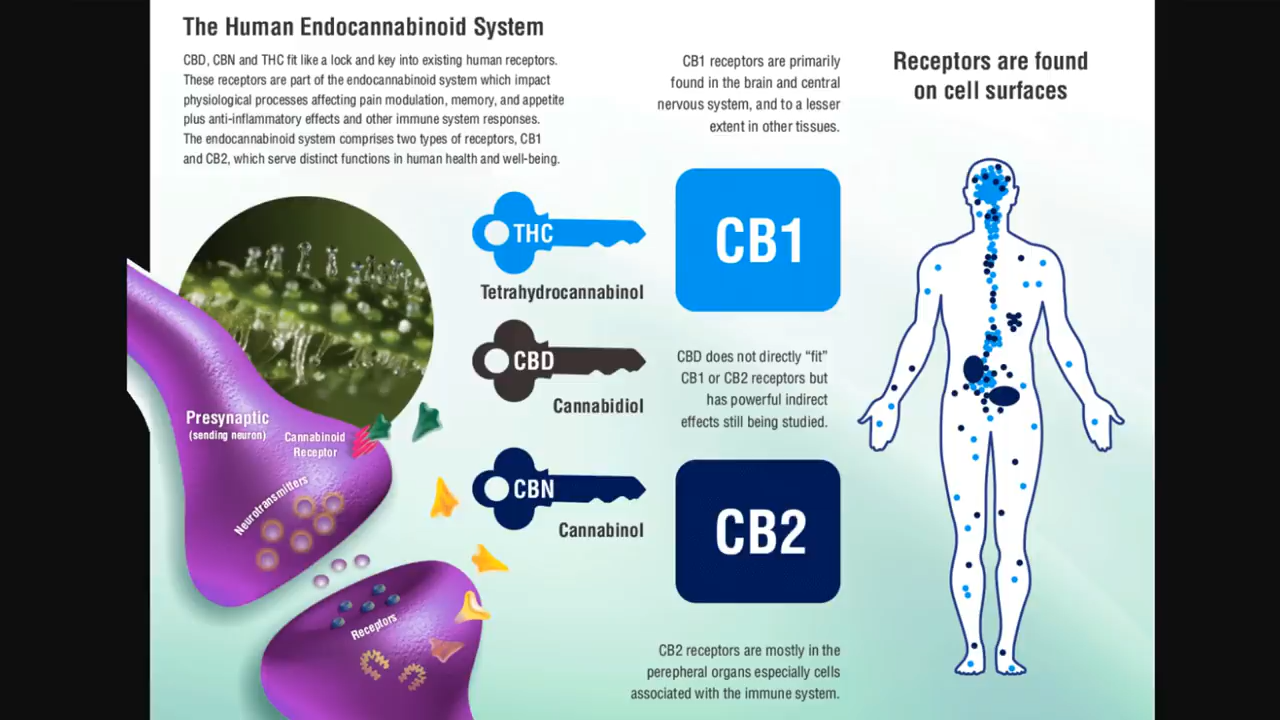 The Human Endocannabinoid System
CBD, CBN and THC fit like a lock and key into existing human receptors.
These receptors are part of the endocannabinoid system which impact
physiological processes affecting pain modulation, memory, and appetite
plus anti-inflammatory effects and other immune system responses.
The endocannabinoid system comprises two types of receptors, CB1
and CB2, which serve distinct functions in human health and well-being.
CB1 receptors are primarily
found in the brain and central
nervous system, and to a lesser
extent in other tissues.
Receptors are found
on cell surfaces
THC
Tetrahydrocannabinol
CB1
CBD
Cannabidiol
CBD does not directly “fit”
CB1 or CB2 receptors but
has powerful indirect
effects still being studied.
Presynaptic
(sending neuron)
Cannabinoid
Receptor
Neurotransmitters
CBN
Cannabinol
CB2
Receptors
CB2 receptors are mostly in the
perepheral organs especially cells
associated with the immune system.